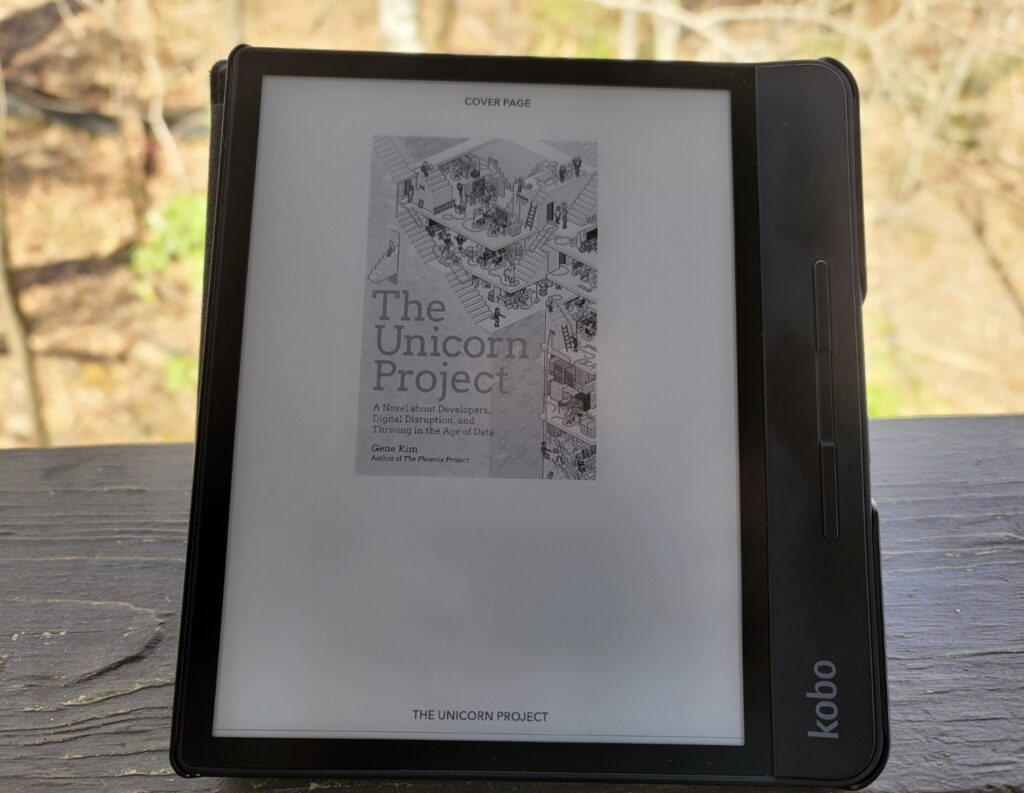 COVER PAGE
The
Unicorn
Project
A Novel about Developers,
Digital Disruption, and
Thriving in the Age of Data
Gene Kim
Author of The Phoenix Project
THE UNICORN PROJECT
kobo